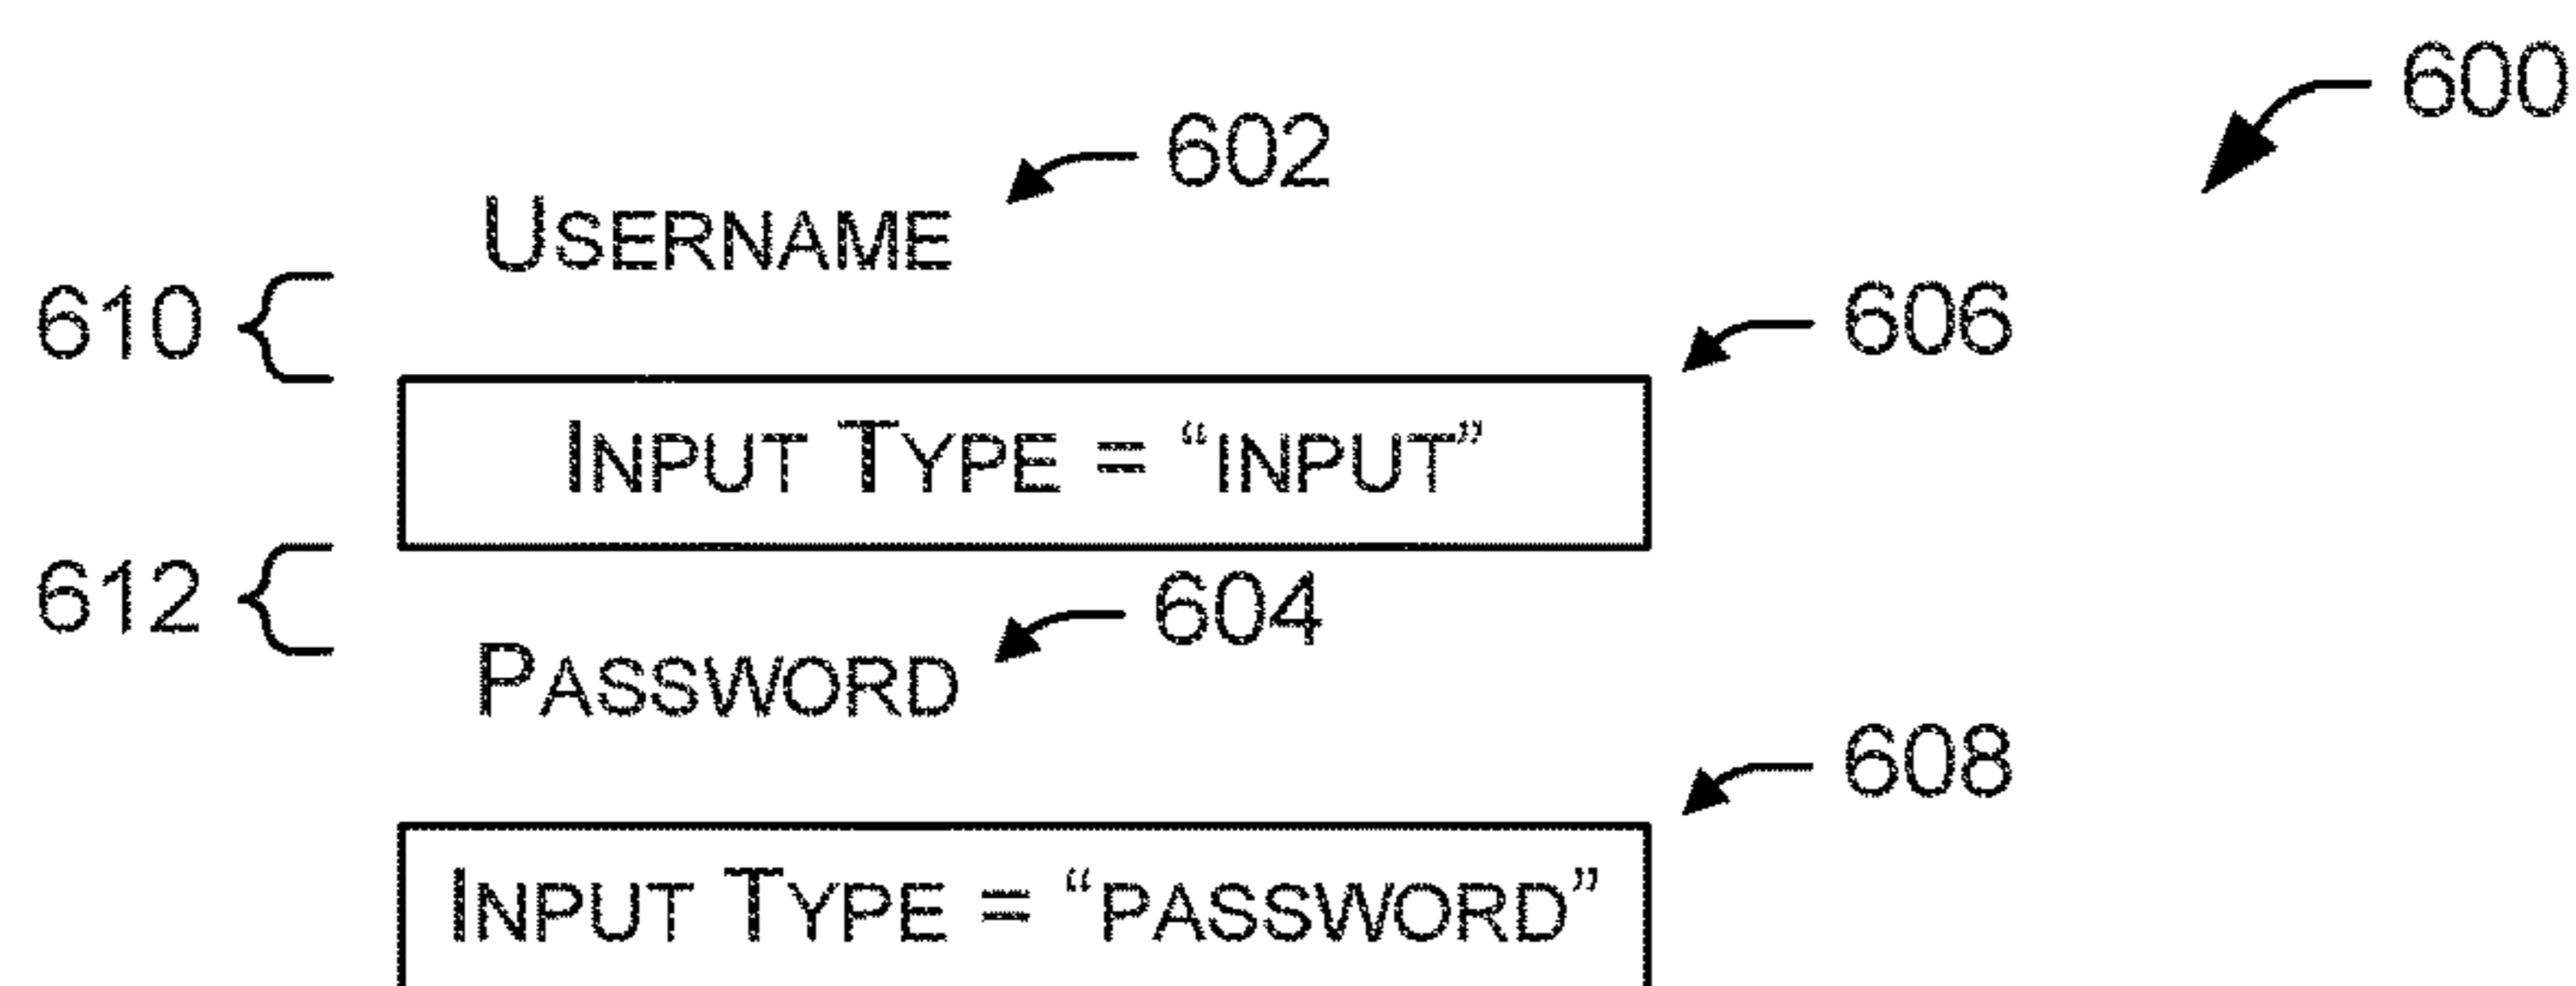 600
602
USERNAME
610
606
INPUT TYPE = “INPUT”
612
604
PASSWORD
608
INPUT TYPE = “PASSWORD”